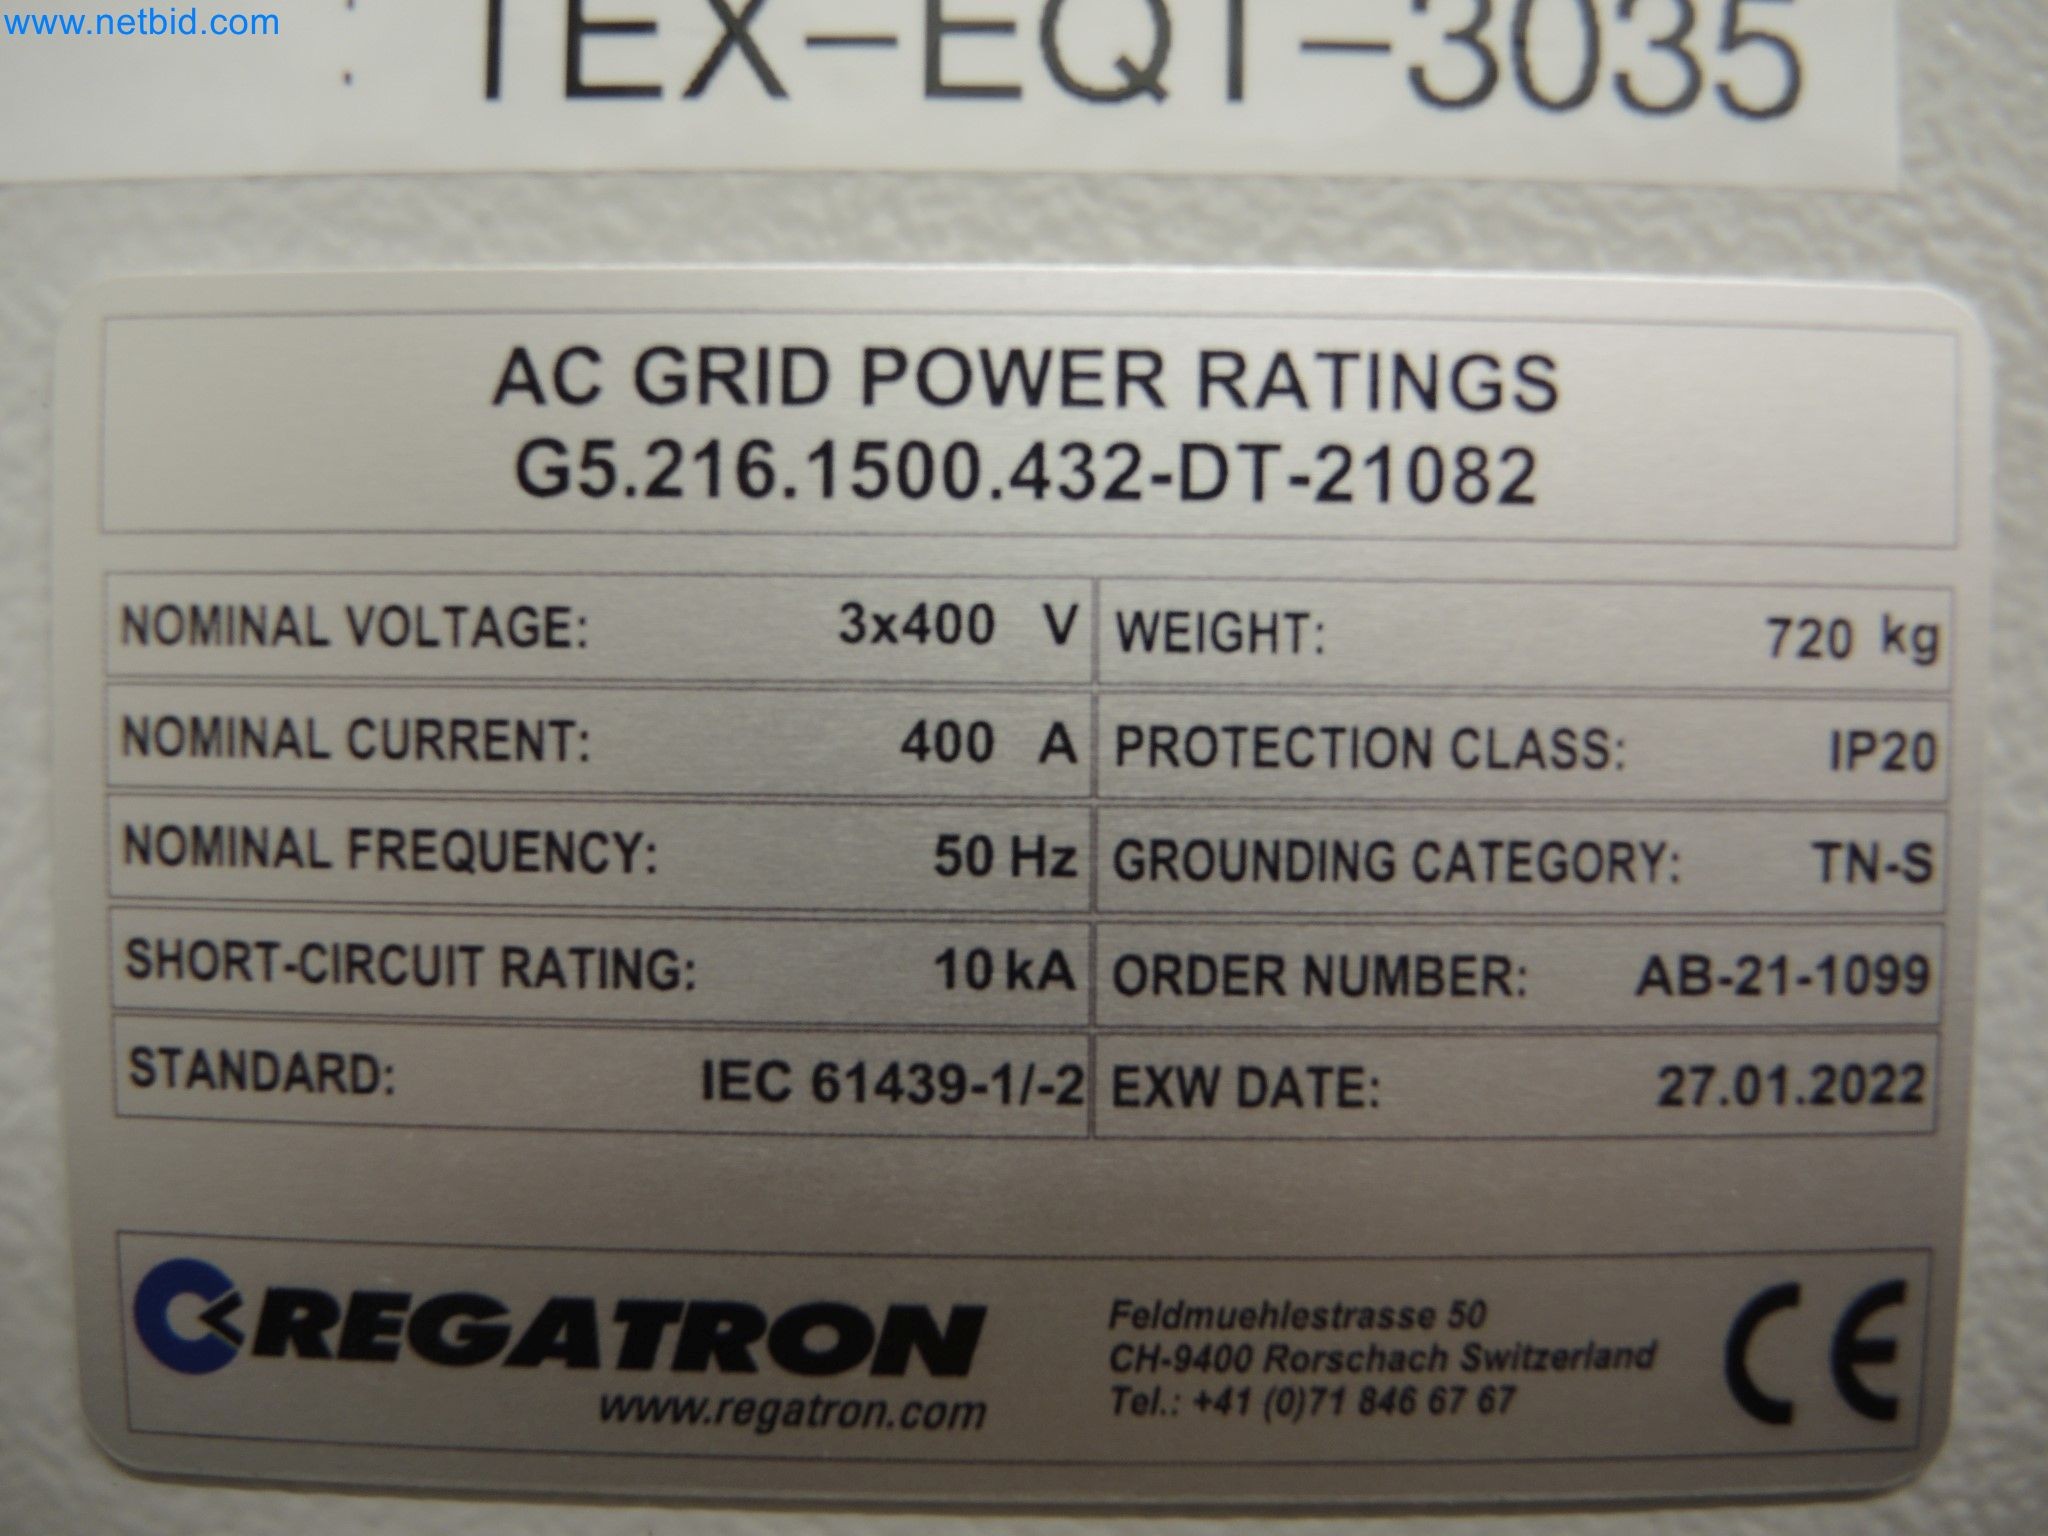 www.netbid.com
: TEX-EQT-3035
AC GRID POWER RATINGS
G5.216.1500.432-DT-21082
NOMINAL VOLTAGE: 3x400 V
WEIGHT: 720 kg
NOMINAL CURRENT: 400 A
PROTECTION CLASS: IP20
NOMINAL FREQUENCY: 50 Hz
GROUNDING CATEGORY: TN-S
SHORT-CIRCUIT RATING: 10 kA
ORDER NUMBER: AB-21-1099
STANDARD: IEC 61439-1/-2
EXW DATE: 27.01.2022
REGATRON
www.regatron.com
Feldmuehlestrasse 50
CH-9400 Rorschach Switzerland
Tel.: +41 (0)71 846 67 67
CE